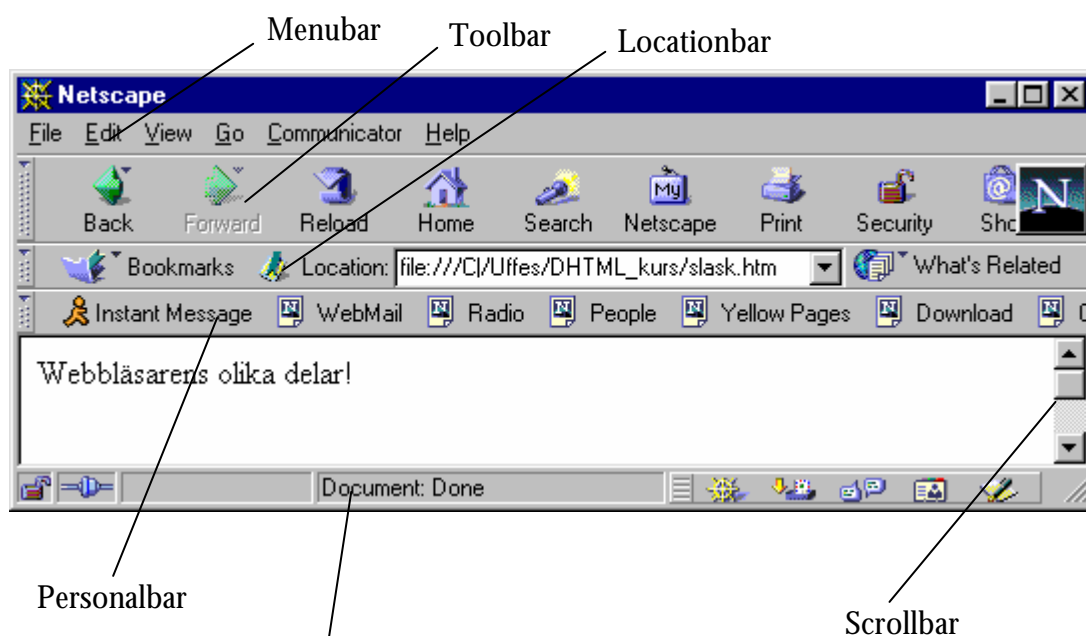 Menubar Toolbar Locationbar
Netscape
File Edit View Go Communicator Help
Back Forward Reload Home Search Netscape Print Security
My
N
Bookmarks Location: file:///C|/Uffes/DHTML_kurs/slask.htm What's Related
Instant Message WebMail Radio People Yellow Pages Download
Webbläsarens olika delar!
Document: Done
Personalbar
Scrollbar